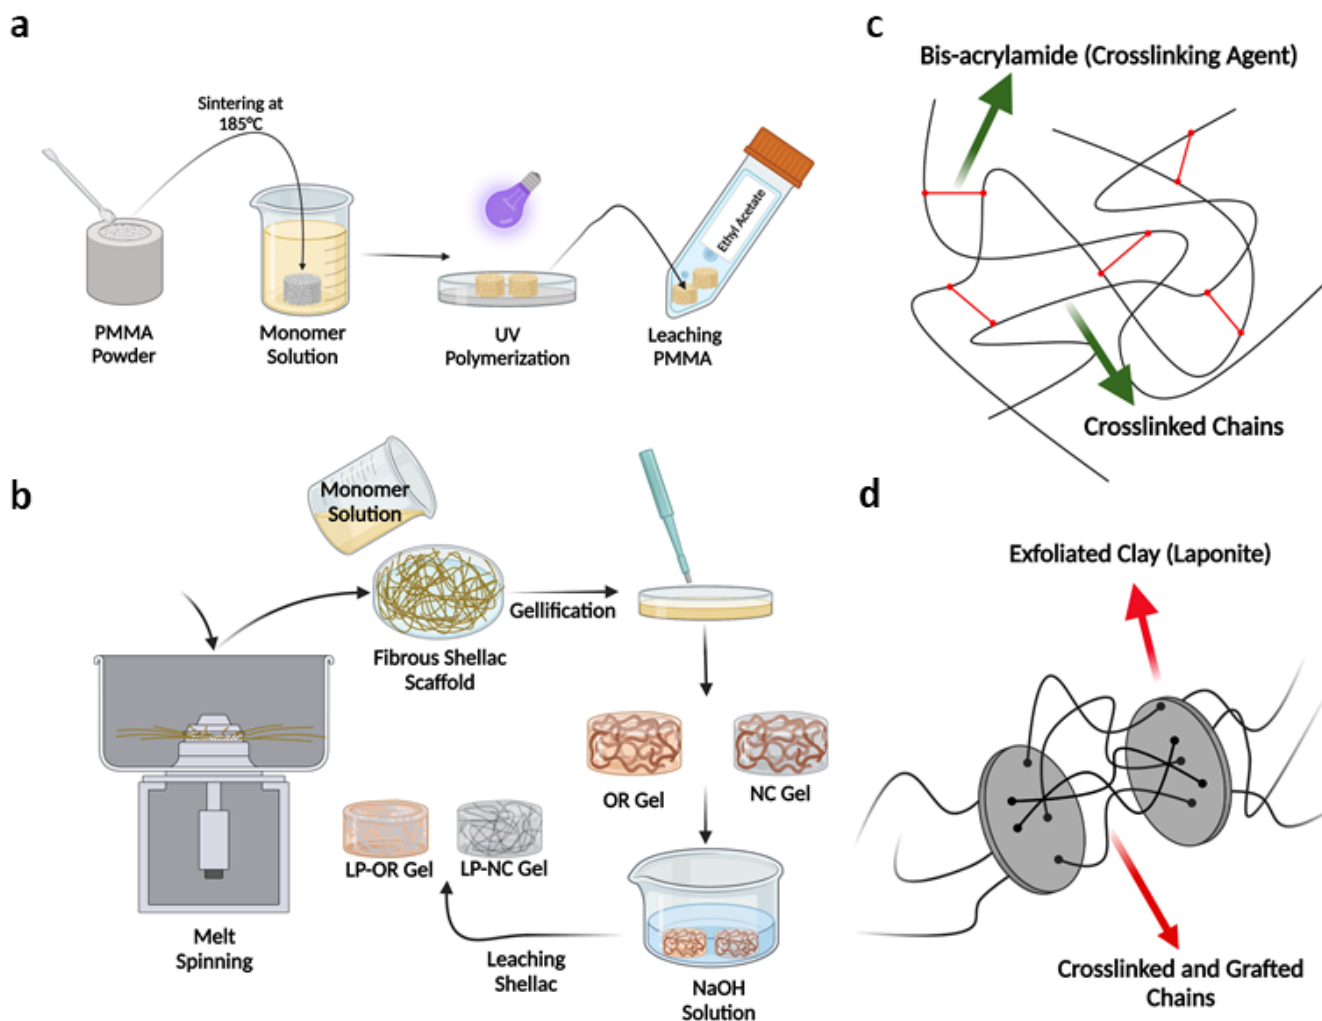 a
Sintering at
185°C
Ethyl Acetate
PMMA
Powder
Monomer
Solution
UV
Polymerization
Leaching
PMMA
b
Monomer
Solution
Gellification
Fibrous Shellac
Scaffold
OR Gel
NC Gel
LP-OR Gel
LP-NC Gel
Melt
Spinning
Leaching
Shellac
NaOH
Solution
c
Bis-acrylamide (Crosslinking Agent)
Crosslinked Chains
d
Exfoliated Clay (Laponite)
Crosslinked and Grafted
Chains